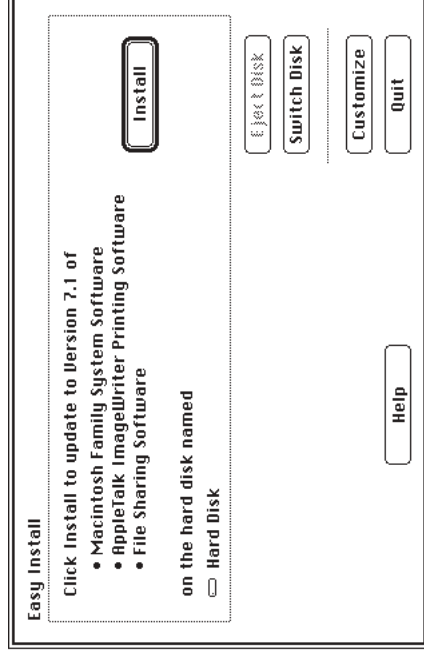 Easy Install
Click Install to update to Version 7.1 of
• Macintosh Family System Software
• AppleTalk ImageWriter Printing Software
• File Sharing Software
on the hard disk named
Hard Disk
Install
Eject Disk
Switch Disk
Customize
Help
Quit